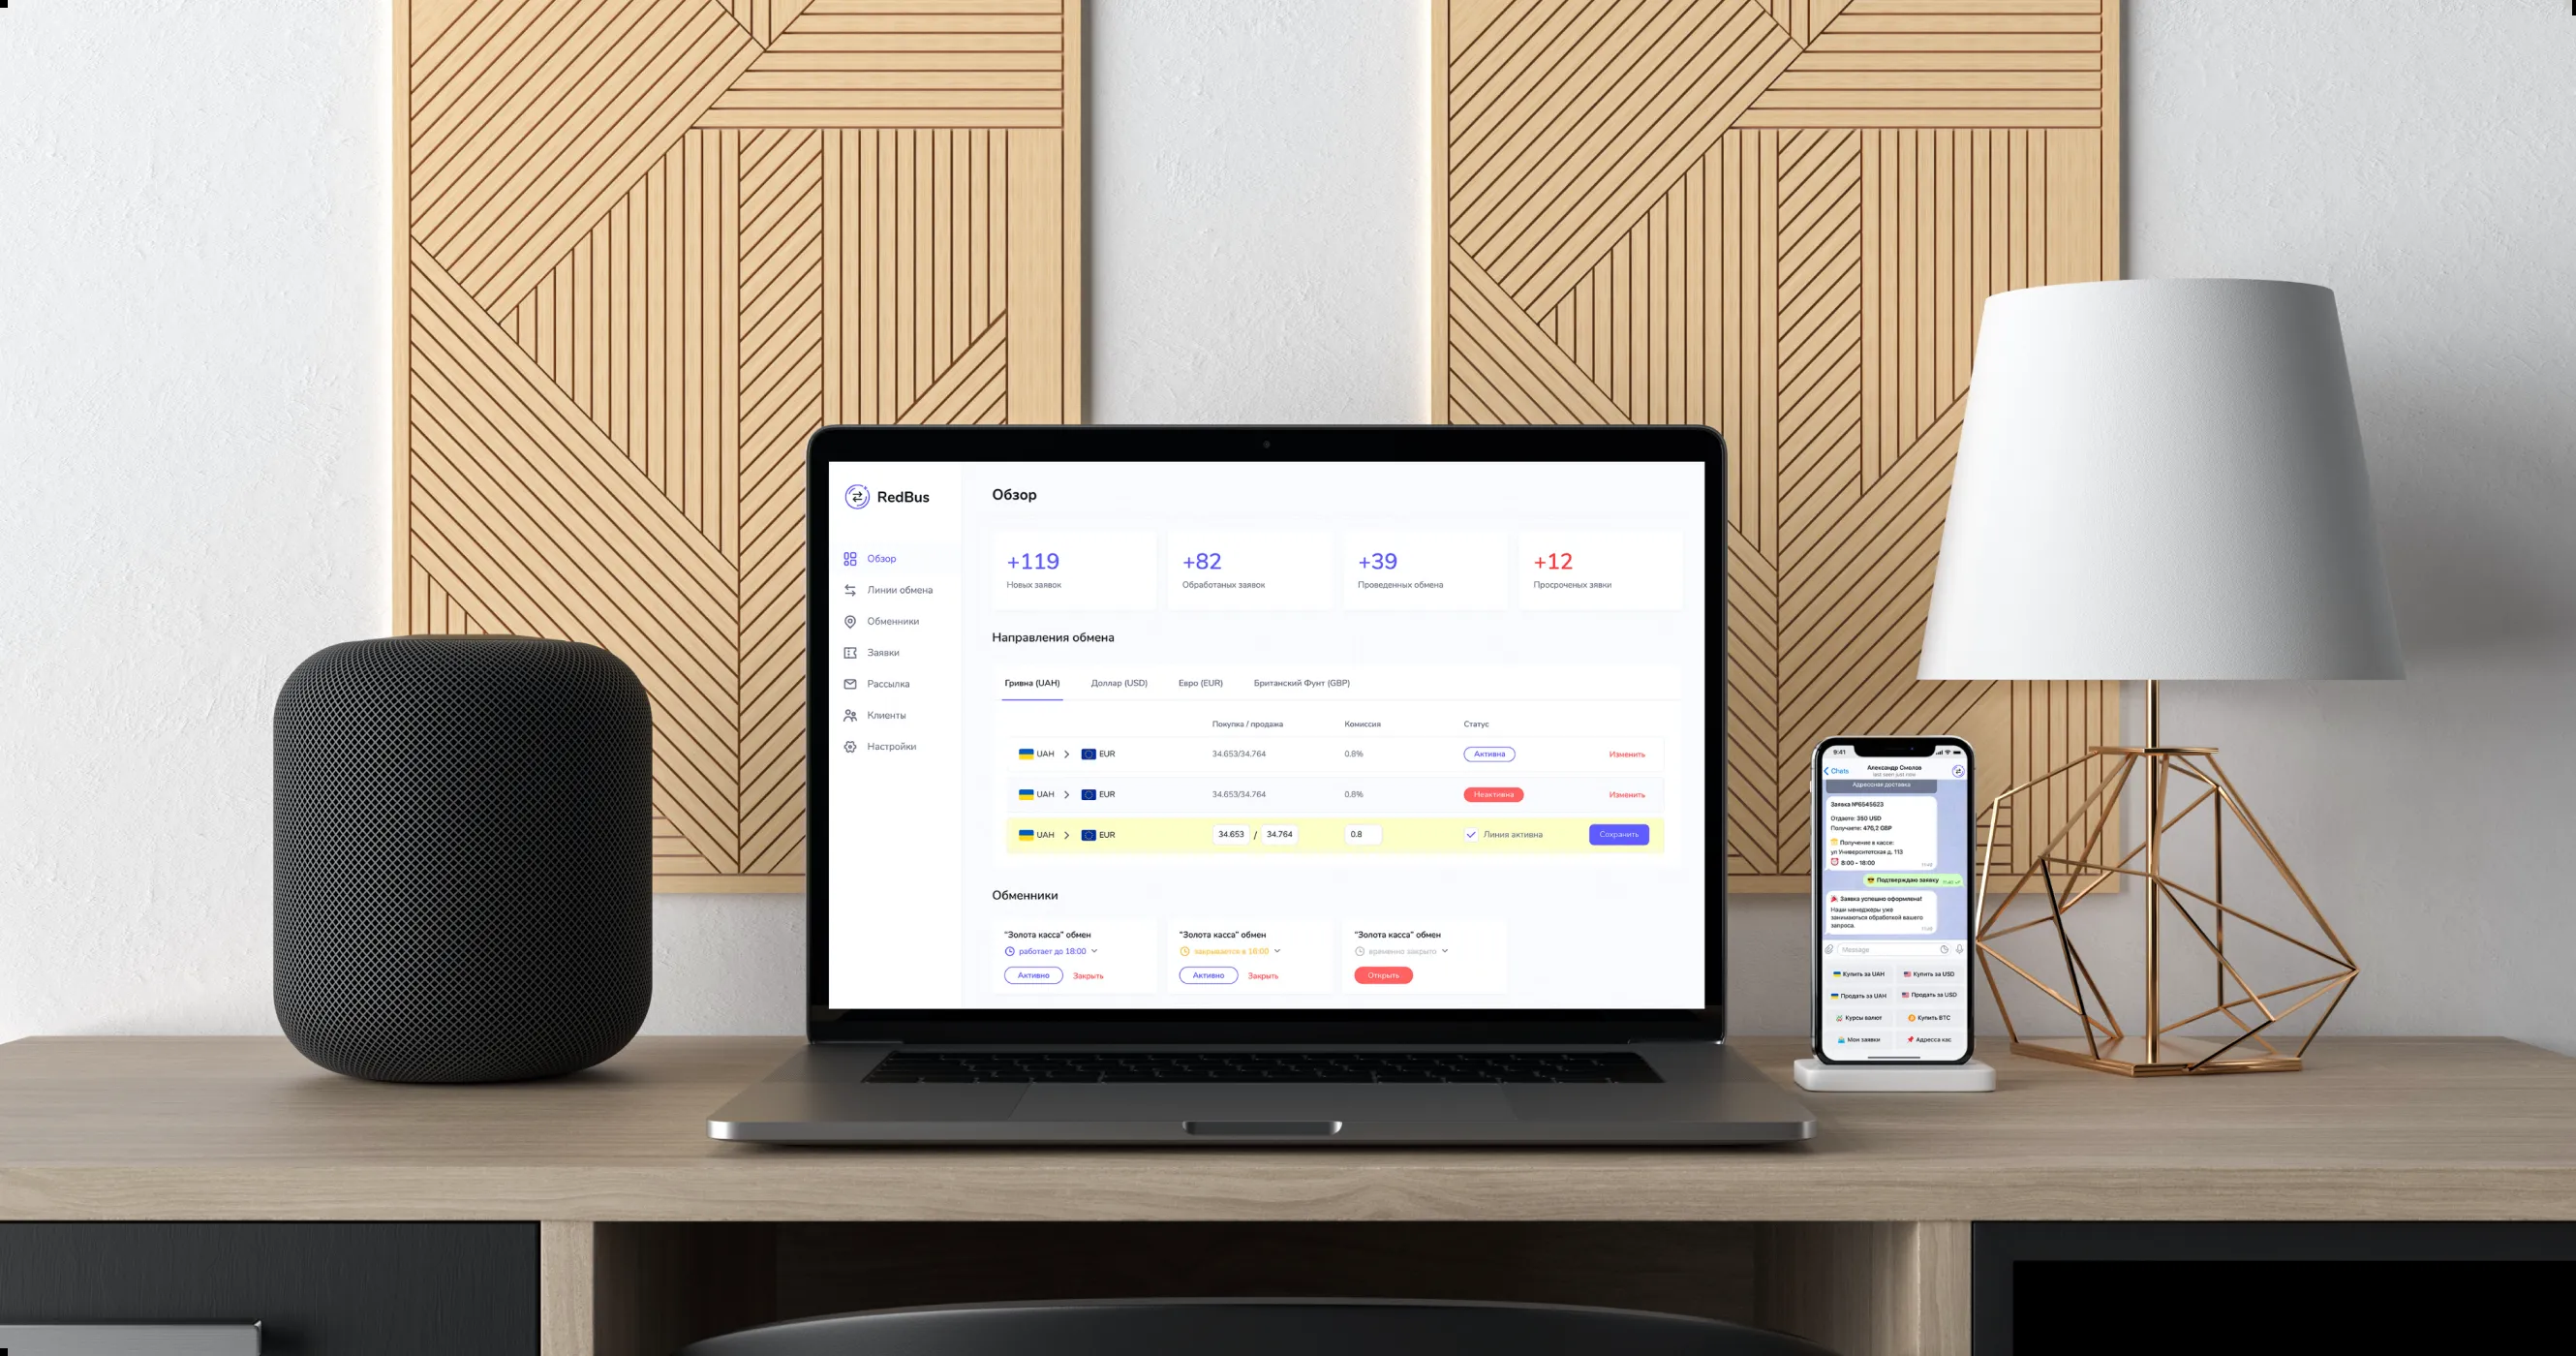 RedBus
Обзор
Линии обмена
Обменники
Заявки
Рассылка
Клиенты
Настройки
Обзор
+119
Новых заявок
+82
Обработаных заявок
+39
Проведенных обмена
+12
Просроченых зявки
Направления обмена
Гривна (UAH) Доллар (USD) Евро (EUR) Британский Фунт (GBP)
Покупка / продажа Комиссия Статус
UAH > EUR 34.653/34.764 0.8% Активна Изменить
UAH > EUR 34.653/34.764 0.8% Неактивна Изменить
UAH > EUR 34.653 / 34.764 0.8 Линия активна Сохранить
Обменники
"Золота касса" обмен
работает до 18:00
Активно Закрыть
"Золота касса" обмен
закрывается в 18:00
Активно Закрыть
"Золота касса" обмен
временно закрыто
Открыть
9:41
Chats
Александр Смалов
last seen just now
Адрессная доставка
Заявка №6545623
Отдаете: 350 USD
Получаете: 476,2 GBP
Получение в кассе:
ул Университетская д, 113
8:00 - 18:00
Подтверждаю заявку
Заявка успешно оформлена!
Наши менеджеры уже
занимаються обработкой вашего
запроса.
Message
Купить за UAH Купить за USD
Продать за UAH Продать за USD
Курсы валют Купить BTC
Мои заявки Адресса кас